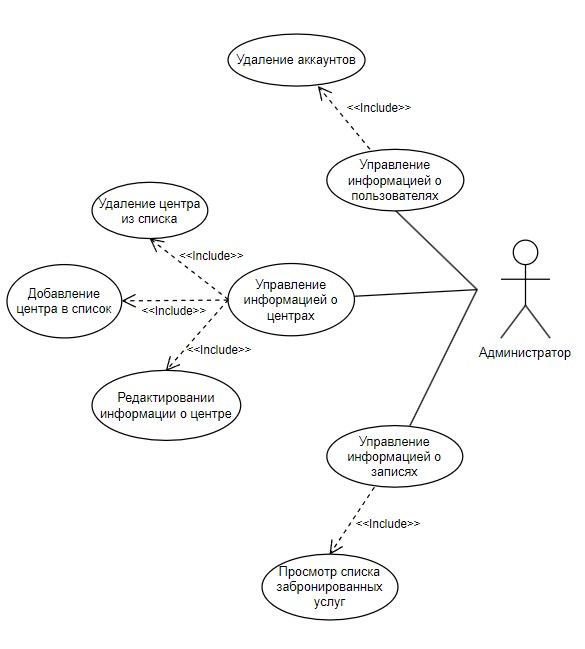 Удаление аккаунтов
<<Include>>
Управление
информацией о
пользователях
Удаление центра
из списка
<<Include>>
Добавление
центра в список
<<Include>>
Управление
информацией о
центрах
<<Include>>
Редактировании
информации о центре
Администратор
Управление
информацией о
записях
<<Include>>
Просмотр списка
забронированных
услуг